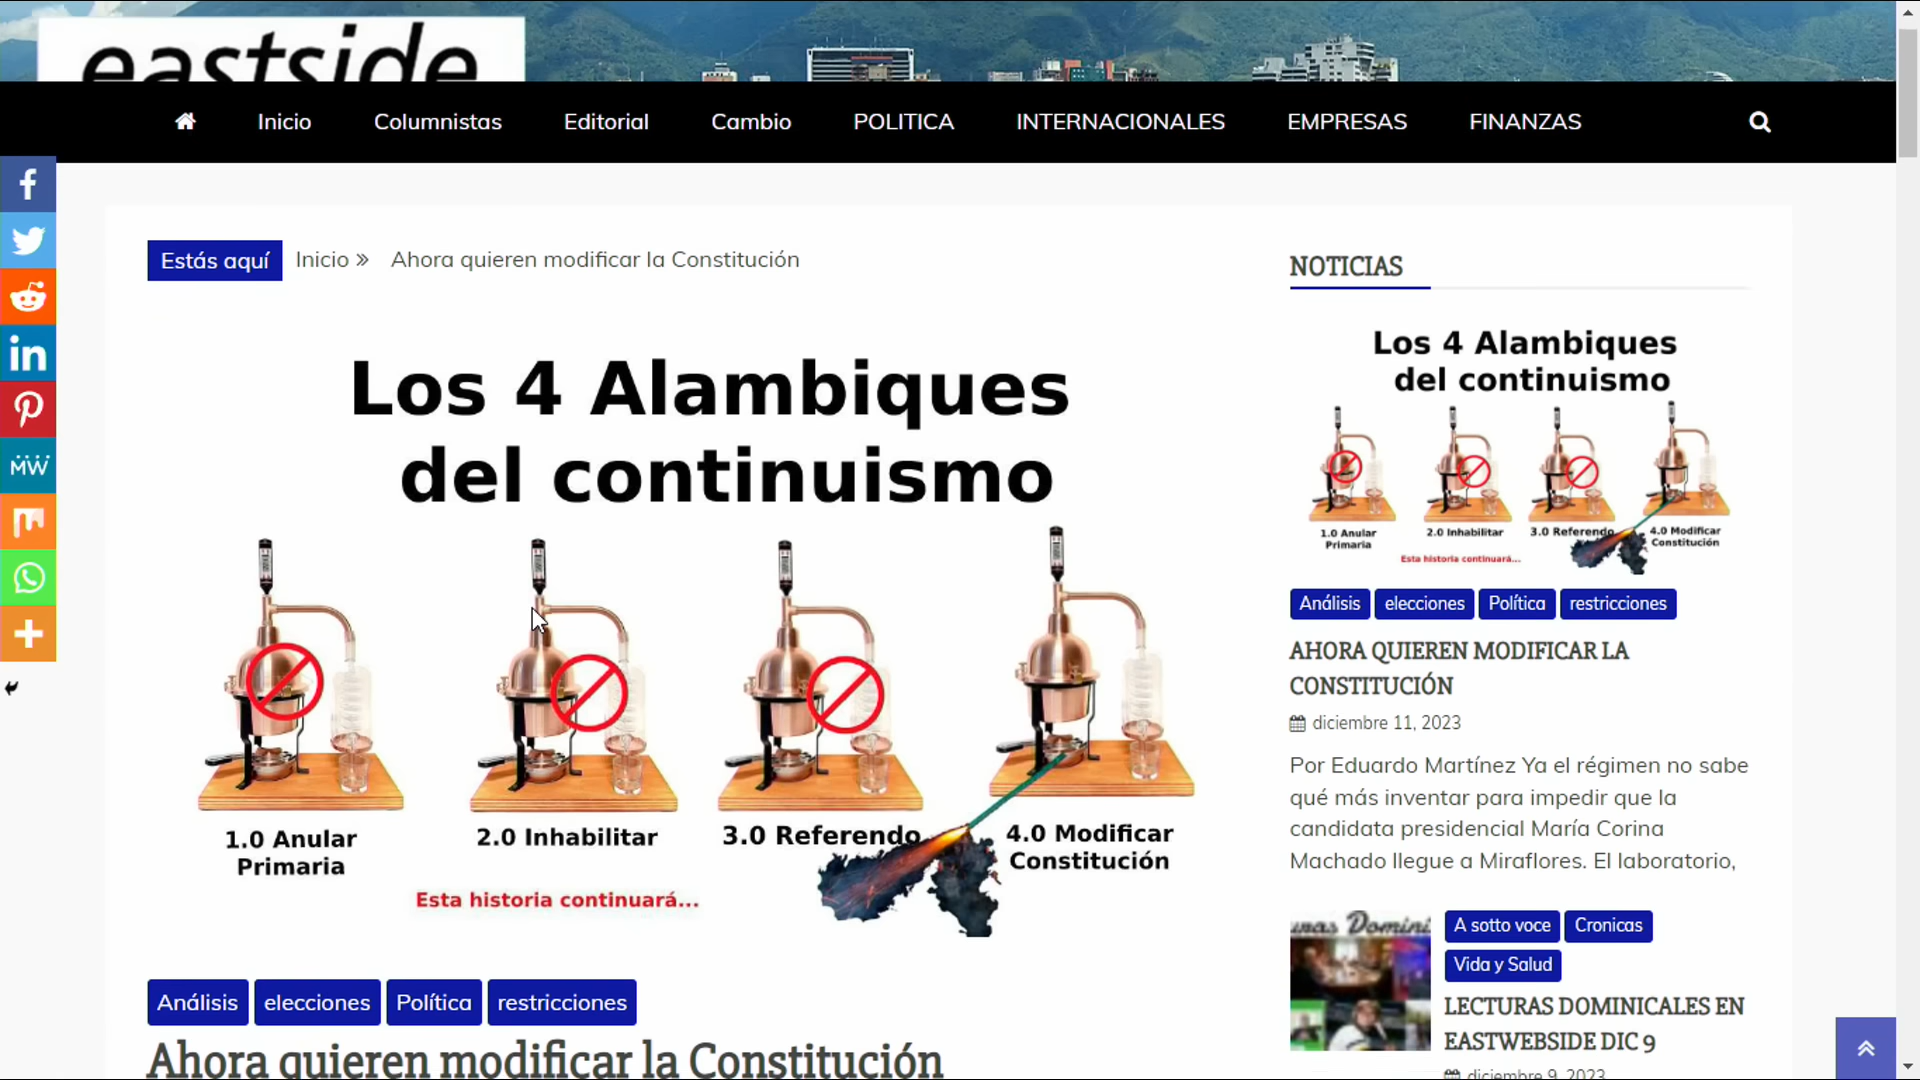 eastside
Inicio Columnistas Editorial Cambio POLITICA INTERNACIONALES EMPRESAS FINANZAS
Estás aquí Inicio » Ahora quieren modificar la Constitución
Los 4 Alambiques
del continuismo
1.0 Anular
Primaria
2.0 Inhabilitar
3.0 Referendo
4.0 Modificar
Constitución
Esta historia continuará...
Análisis elecciones Política restricciones
Ahora quieren modificar la Constitución
NOTICIAS
Los 4 Alambiques
del continuismo
1.0 Anular
Primaria
2.0 Inhabilitar
3.0 Referendo
4.0 Modificar
Constitución
Esta historia continuará...
Análisis elecciones Política restricciones
AHORA QUIEREN MODIFICAR LA
CONSTITUCIÓN
diciembre 11, 2023
Por Eduardo Martínez Ya el régimen no sabe
qué más inventar para impedir que la
candidata presidencial María Corina
Machado llegue a Miraflores. El laboratorio,
A sotto voce Cronicas
Vida y Salud
LECTURAS DOMINICALES EN
EASTWEBSIDE DIC 9
diciembre 9, 2023